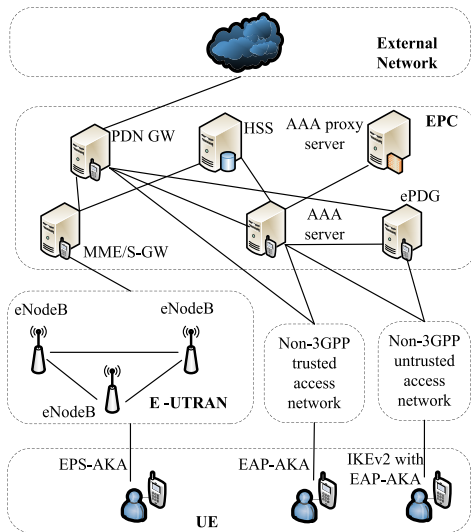 External
Network
PDN GW
HSS
AAA proxy
server
EPC
MME/S-GW
AAA
server
ePDG
eNodeB
eNodeB
eNodeB
E -UTRAN
Non-3GPP
trusted
access
network
Non-3GPP
untrusted
access
network
EPS-AKA
EAP-AKA
IKEv2 with
EAP-AKA
UE